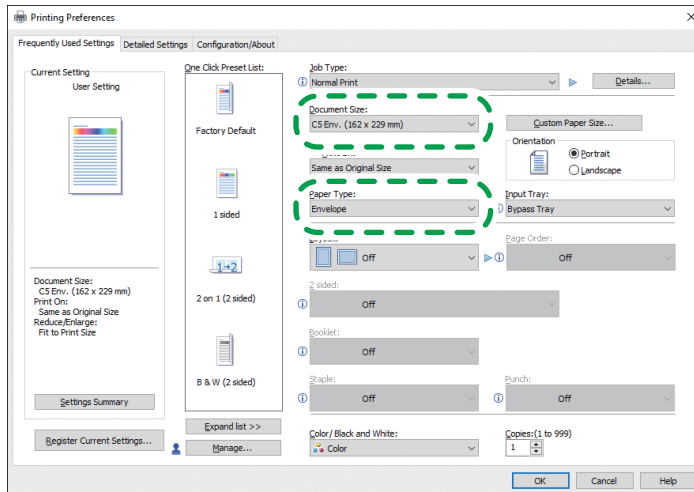 Printing Preferences
Frequently Used Settings
Detailed Settings
Configuration/About
Current Setting
User Setting
Document Size:
C5 Env. (162 x 229 mm)
Print On:
Same as Original Size
Reduce/Enlarge:
Fit to Print Size
Settings Summary
Register Current Settings...
One Click Preset List:
Factory Default
1 sided
1→2
2 on 1 (2 sided)
B & W (2 sided)
Expand list >>
Manage...
Job Type:
Normal Print
Details...
Document Size:
C5 Env. (162 x 229 mm)
Custom Paper Size...
Orientation
Portrait
Landscape
Same as Original Size
Paper Type:
Envelope
Input Tray:
Bypass Tray
Off
Page Order:
Off
2 sided:
Off
Booklet:
Off
Staple:
Off
Punch:
Off
Color/ Black and White:
Color
Copies:(1 to 999)
1
OK
Cancel
Help